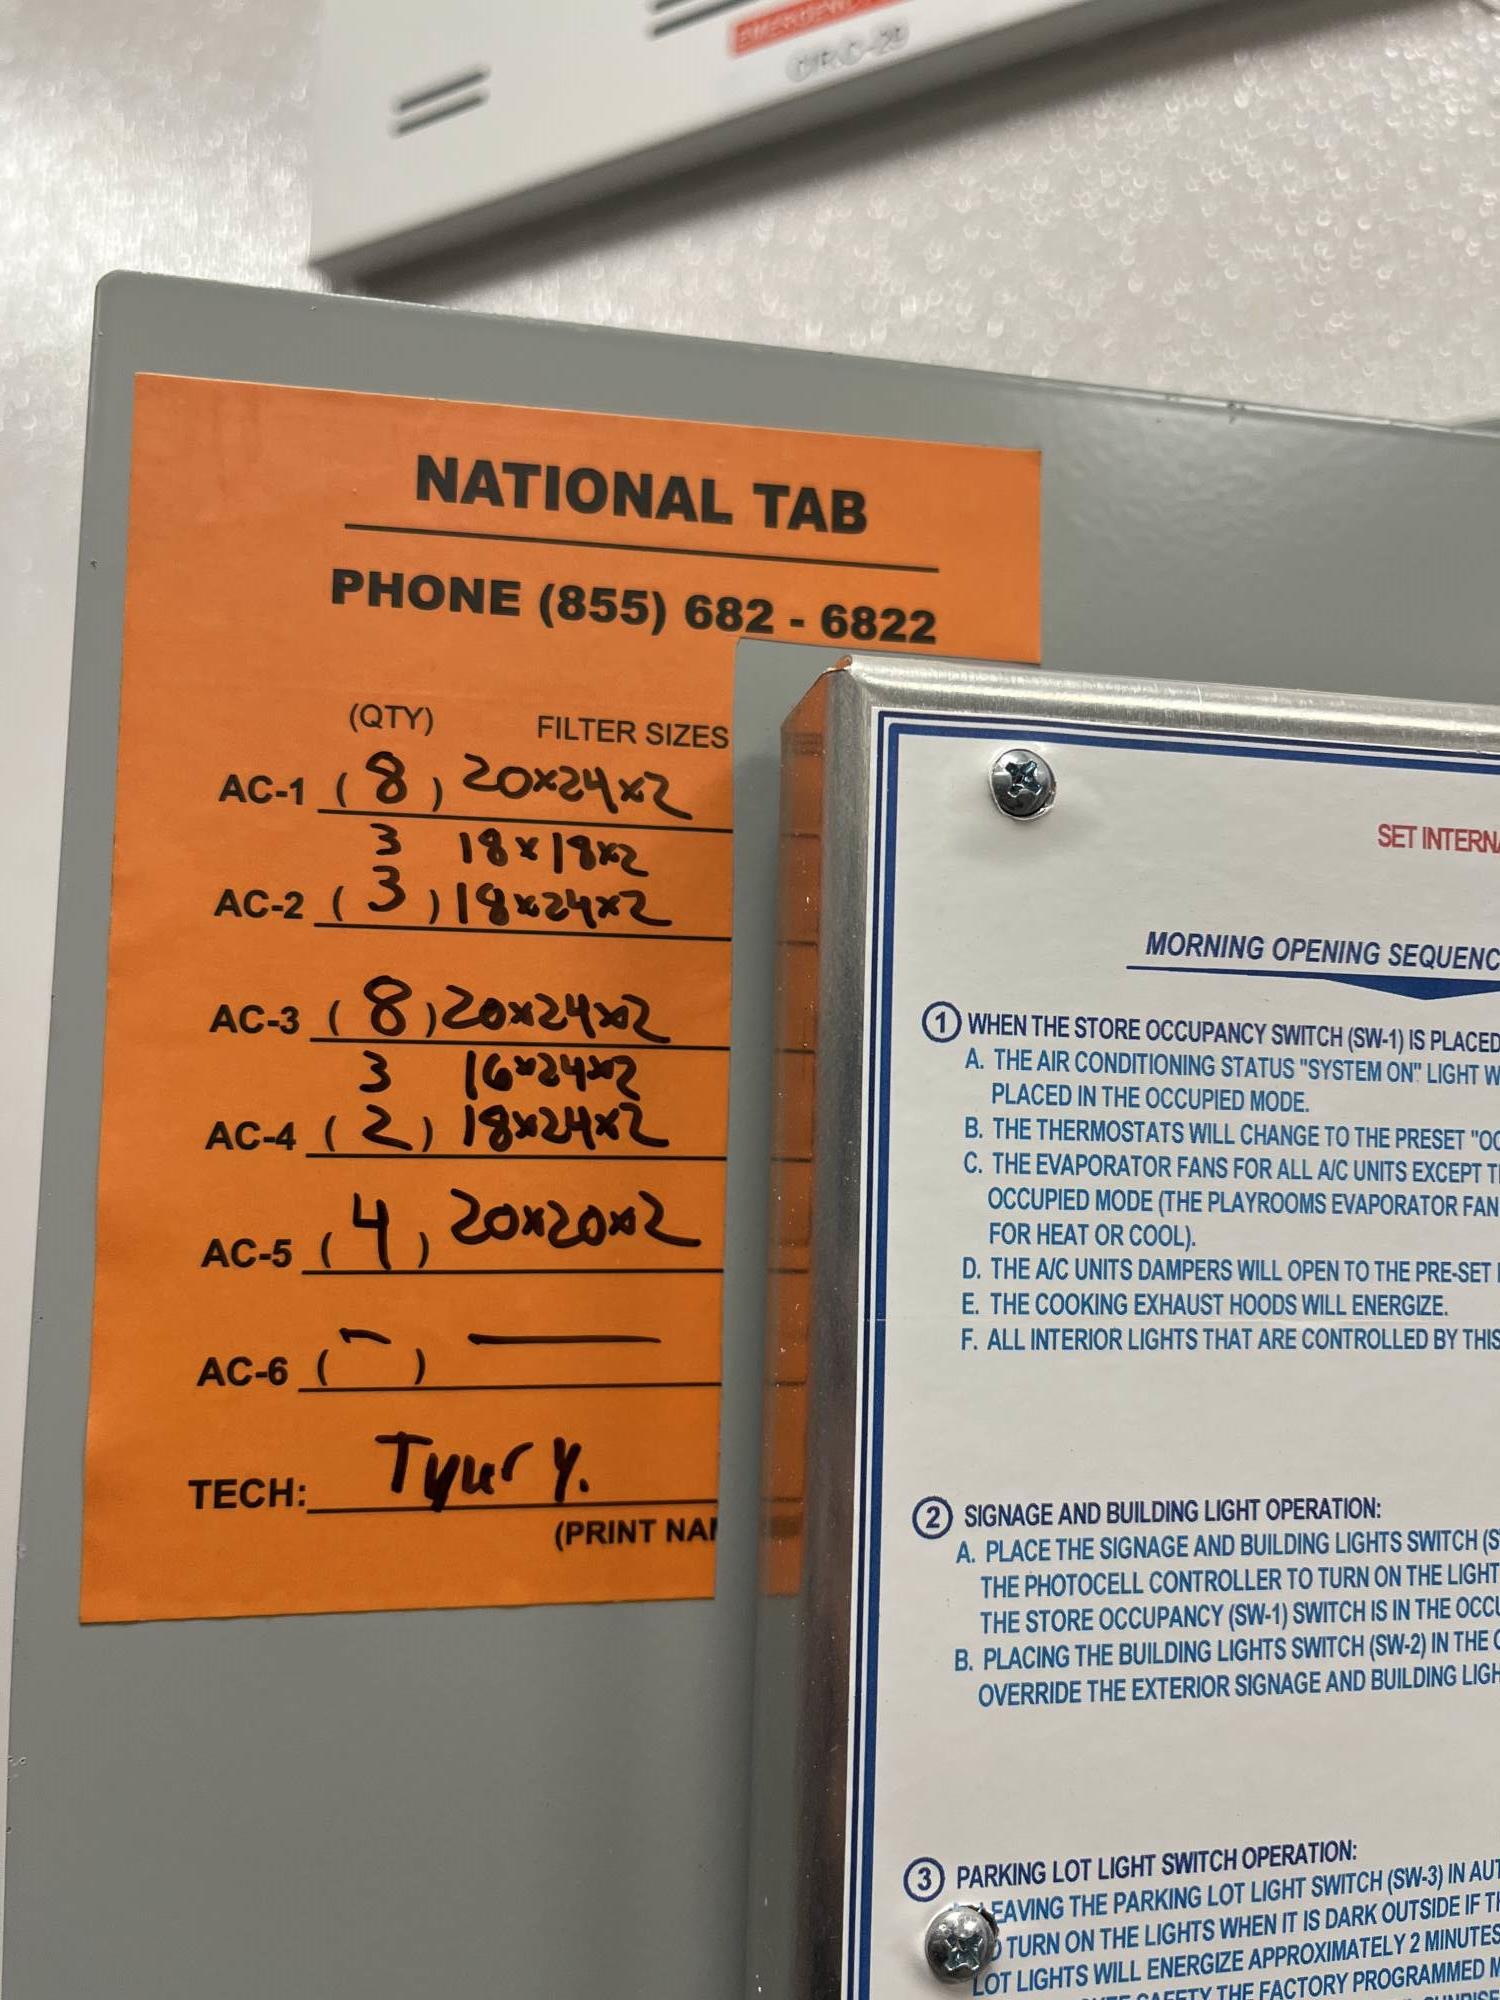 NATIONAL TAB
PHONE (855) 682 - 6822
(QTY) FILTER SIZES
AC-1 ( 8 ) 20x24x2
3 18x18x2
AC-2 ( 3 ) 18x24x2
AC-3 ( 8 ) 20x24x2
3 16x24x2
AC-4 ( 2 ) 18x24x2
AC-5 ( 4 ) 20x20x2
AC-6 ( - ) —
TECH: Tyler Y.
(PRINT NA
SET INTERN
MORNING OPENING SEQUENC
1 WHEN THE STORE OCCUPANCY SWITCH (SW-1) IS PLACED
A. THE AIR CONDITIONING STATUS "SYSTEM ON" LIGHT W
PLACED IN THE OCCUPIED MODE.
B. THE THERMOSTATS WILL CHANGE TO THE PRESET "OC
C. THE EVAPORATOR FANS FOR ALL A/C UNITS EXCEPT T
OCCUPIED MODE (THE PLAYROOMS EVAPORATOR FAN
FOR HEAT OR COOL).
D. THE A/C UNITS DAMPERS WILL OPEN TO THE PRE-SET
E. THE COOKING EXHAUST HOODS WILL ENERGIZE.
F. ALL INTERIOR LIGHTS THAT ARE CONTROLLED BY THIS
2 SIGNAGE AND BUILDING LIGHT OPERATION:
A. PLACE THE SIGNAGE AND BUILDING LIGHTS SWITCH (S
THE PHOTOCELL CONTROLLER TO TURN ON THE LIGHT
THE STORE OCCUPANCY (SW-1) SWITCH IS IN THE OCCU
B. PLACING THE BUILDING LIGHTS SWITCH (SW-2) IN THE O
OVERRIDE THE EXTERIOR SIGNAGE AND BUILDING LIGH
3 PARKING LOT LIGHT SWITCH OPERATION:
EAVING THE PARKING LOT LIGHT SWITCH (SW-3) IN AUT
TURN ON THE LIGHTS WHEN IT IS DARK OUTSIDE IF TH
LOT LIGHTS WILL ENERGIZE APPROXIMATELY 2 MINUTES
SAFETY THE FACTORY PROGRAMMED M